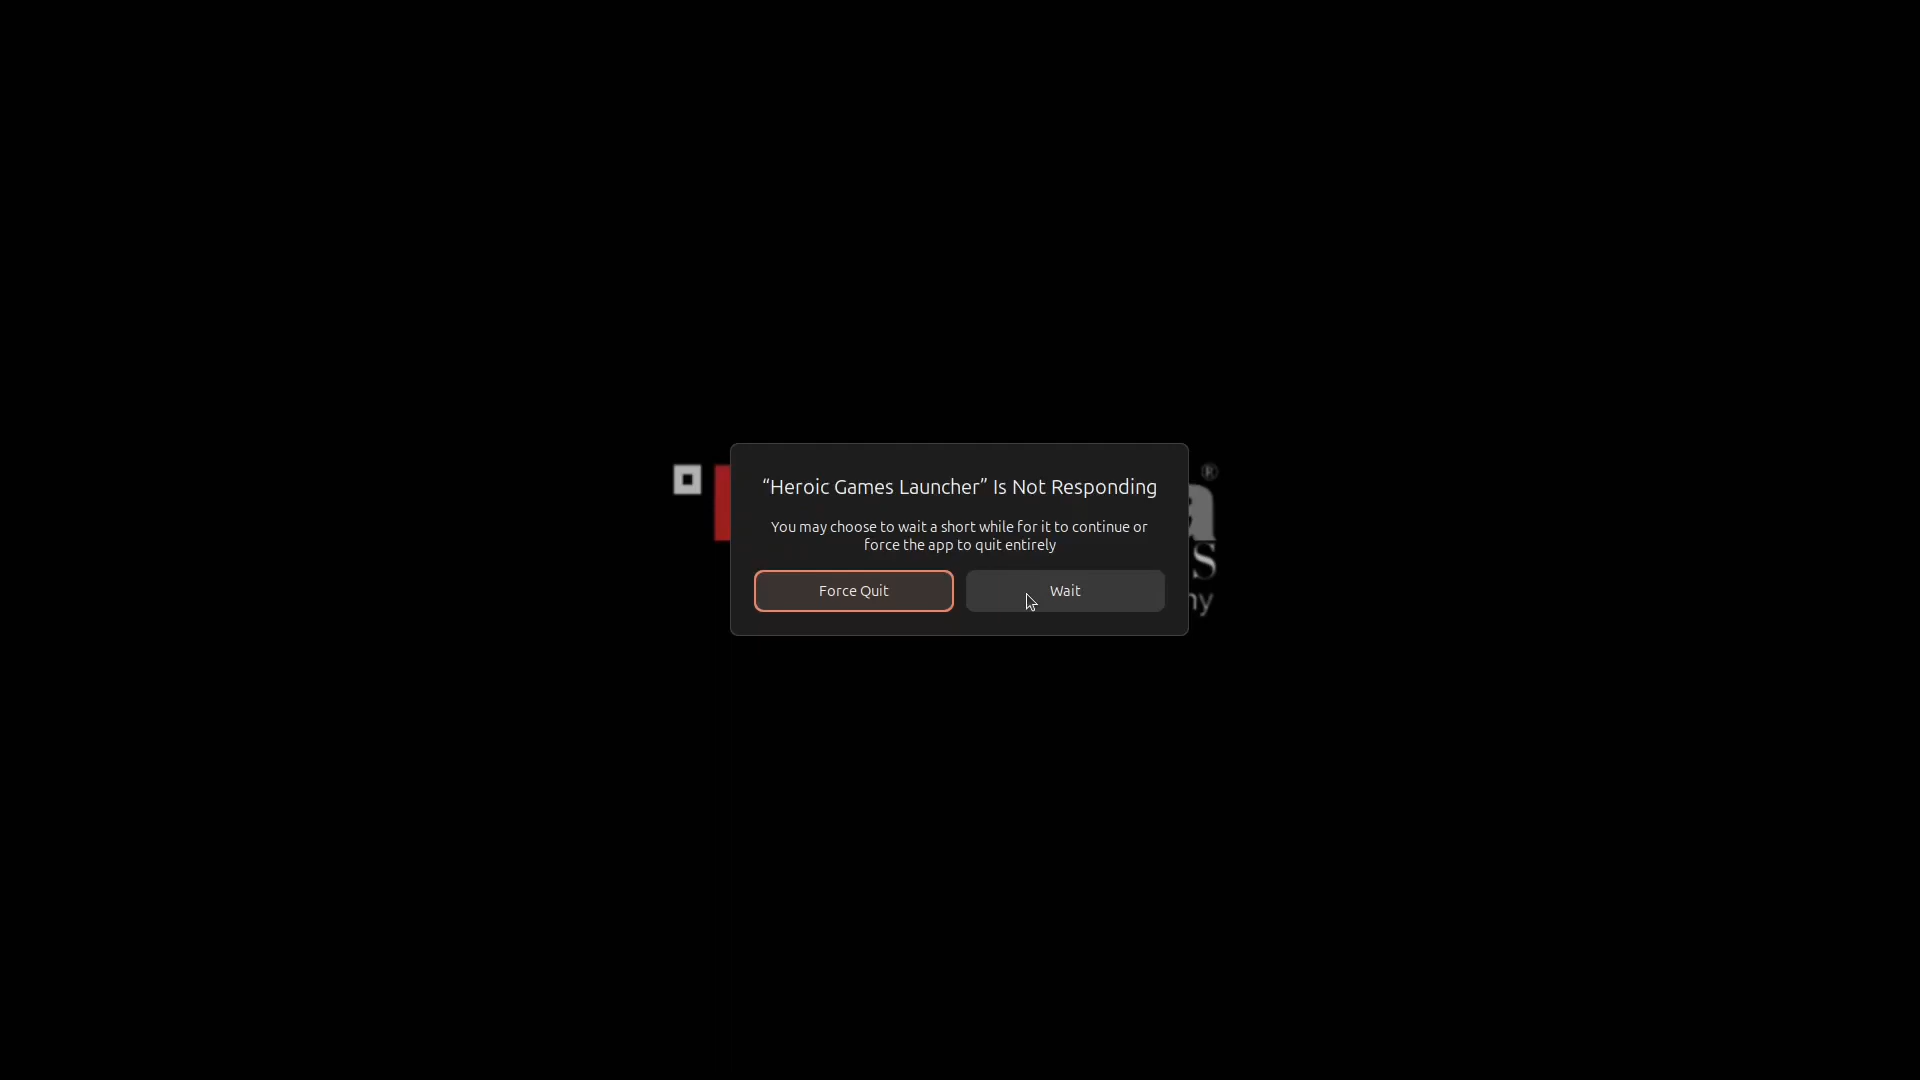 “Heroic Games Launcher” Is Not Responding
You may choose to wait a short while for it to continue or
force the app to quit entirely
Force Quit
Wait
®